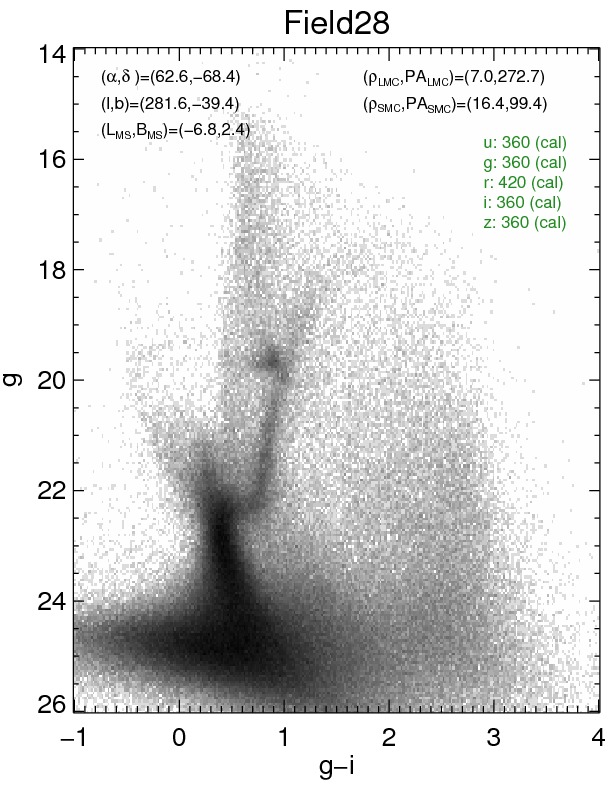 Field28
14
(α,δ )=(62.6,−68.4)
(ρLMC,PALMC)=(7.0,272.7)
(l,b)=(281.6,−39.4)
(ρSMC,PASMC)=(16.4,99.4)
(LMS,BMS)=(−6.8,2.4)
u: 360 (cal)
16
g: 360 (cal)
r: 420 (cal)
i: 360 (cal)
z: 360 (cal)
18
g
20
22
24
26
−1 0 1 2 3 4
g−i